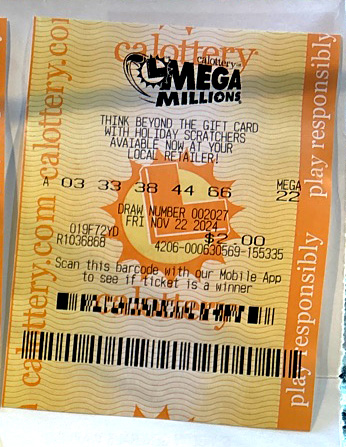 calottery
calottery
MEGA
MILLIONS
THINK BEYOND THE GIFT CARD
WITH HOLIDAY SCRATCHERS
AVAIABLE NOW AT YOUR
LOCAL RETAILER!
A 03 33 38 44 66 MEGA 22
DRAW NUMBER 002027
FRI NOV 22 2024
$2.00
019F72YD
R1036868 4206-000630569-155335
Scan this barcode with our Mobile App
to see if ticket is a winner
calottery
calottery.com calottery.com
play responsibly
play responsibly